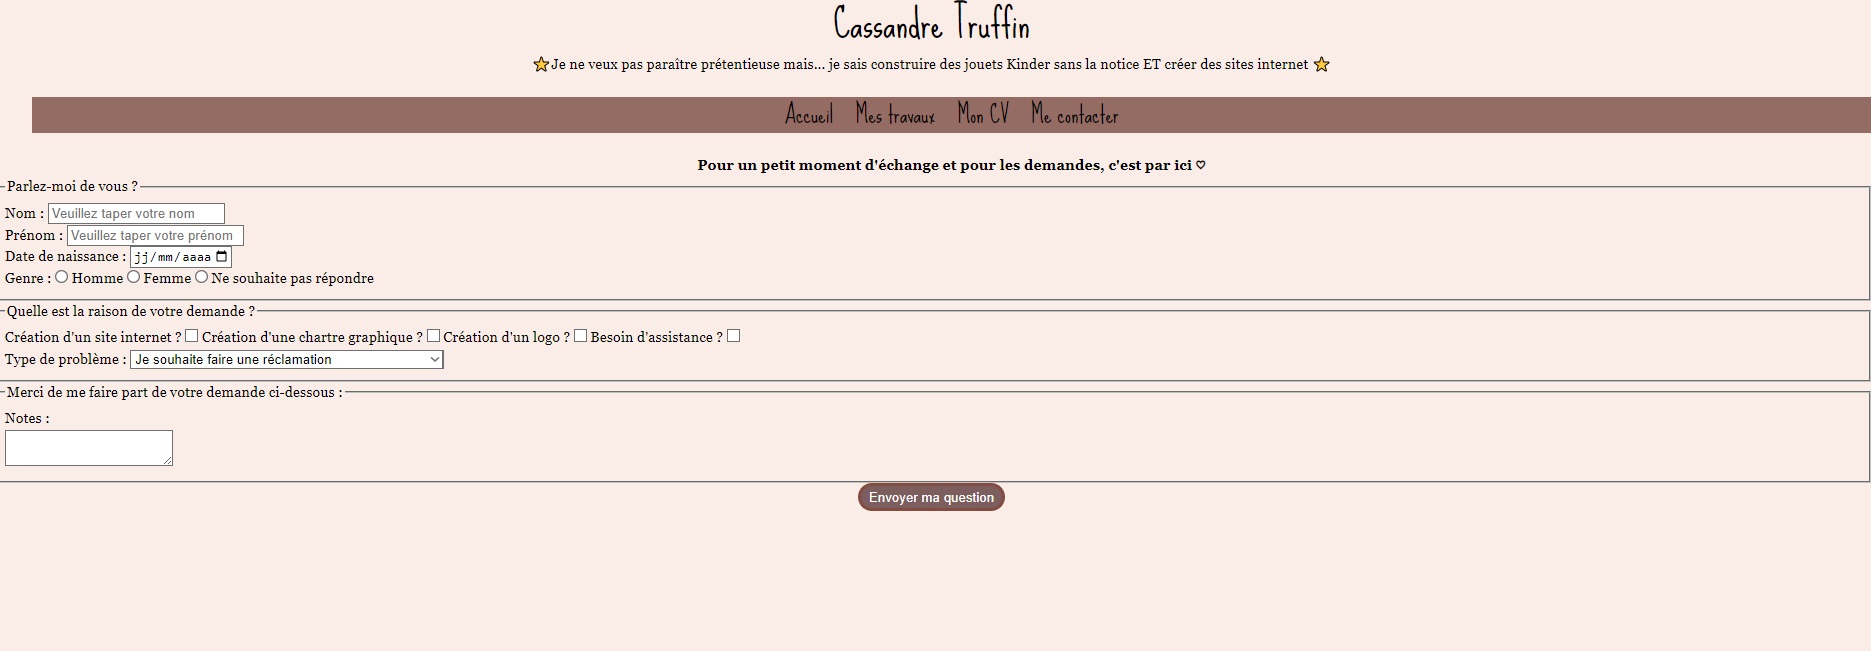 Cassandre Truffin
⭐Je ne veux pas paraître prétentieuse mais... je sais construire des jouets Kinder sans la notice ET créer des sites internet ⭐
Accueil Mes travaux Mon CV Me contacter
Pour un petit moment d'échange et pour les demandes, c'est par ici ♡
Parlez-moi de vous ?
Nom : Veuillez taper votre nom
Prénom : Veuillez taper votre prénom
Date de naissance : jj/mm/aaaa
Genre : Homme Femme Ne souhaite pas répondre
Quelle est la raison de votre demande ?
Création d'un site internet ? Création d'une chartre graphique ? Création d'un logo ? Besoin d'assistance ?
Type de problème : Je souhaite faire une réclamation
Merci de me faire part de votre demande ci-dessous :
Notes :
Envoyer ma question